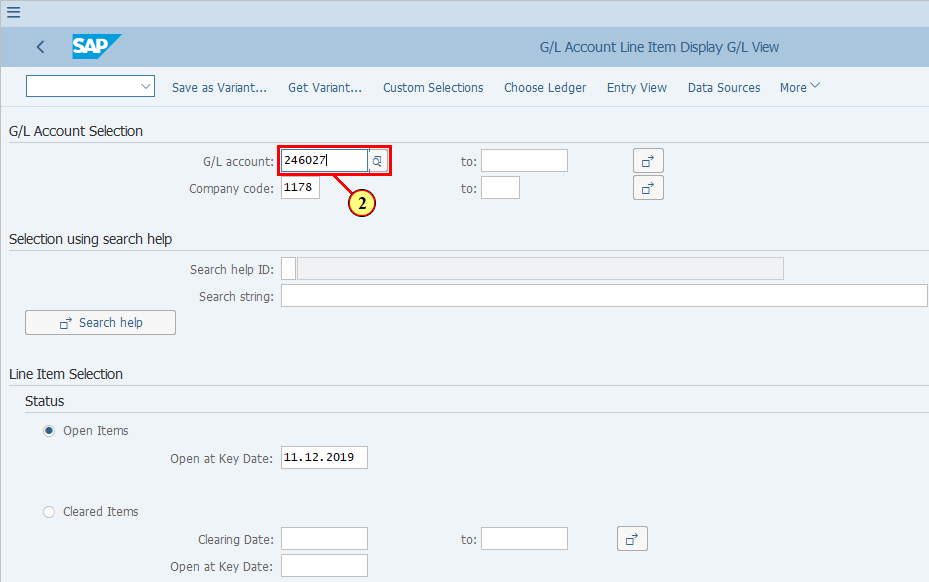 SAP
G/L Account Line Item Display G/L View
Save as Variant... Get Variant... Custom Selections Choose Ledger Entry View Data Sources More
G/L Account Selection
G/L account: 246027 to:
Company code: 1178 to:
2
Selection using search help
Search help ID:
Search string:
Search help
Line Item Selection
Status
Open Items
Open at Key Date: 11.12.2019
Cleared Items
Clearing Date: to:
Open at Key Date: